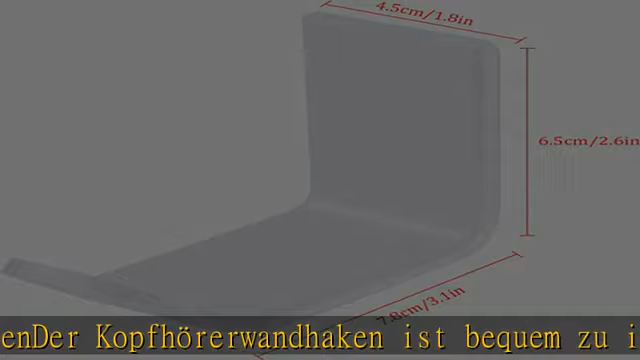 4.5cm/1.8in
6.5cm/2.6in
7.8cm/3.1in
enDer Kopfhörerwandhaken ist bequem zu i